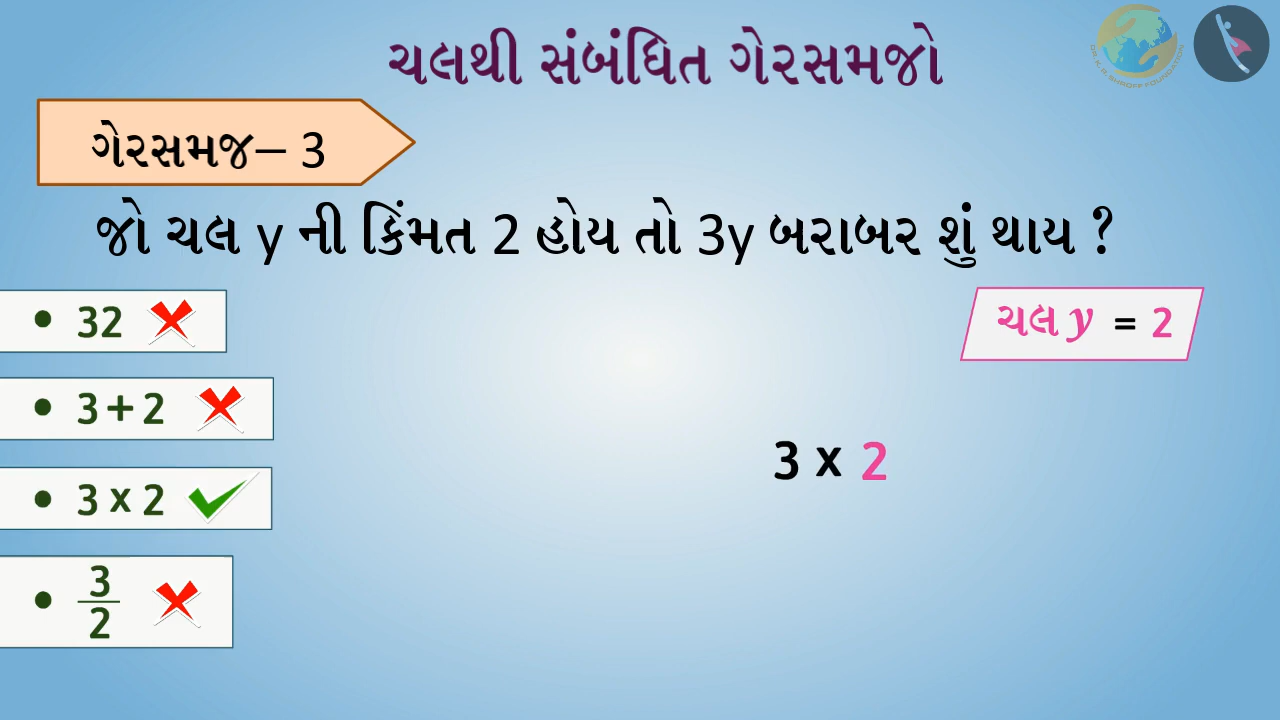 ચલથી સંબંધિત ગેરસમજો
ગેરસમજ– 3
જો ચલ y ની કિંમત 2 હોય તો 3y બરાબર શું થાય ?
• 32
ચલ y = 2
• 3 + 2
3 x 2
• 3 x 2
• 3
2